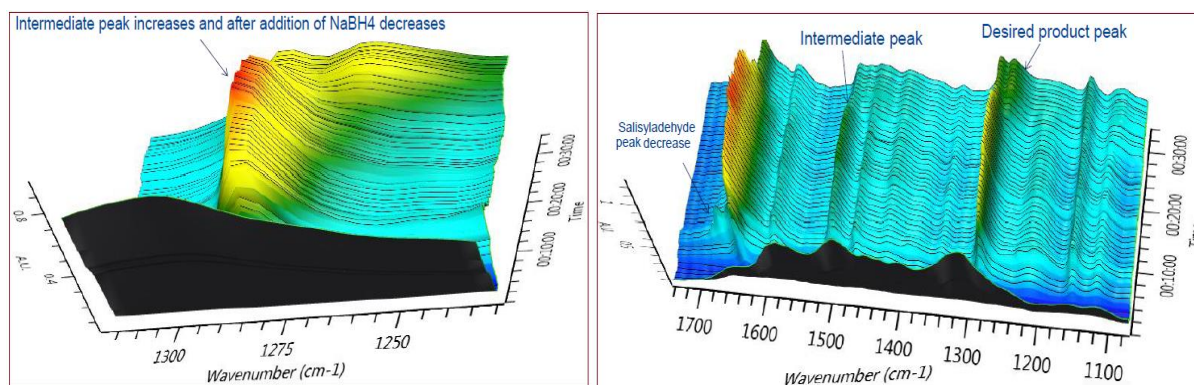 Intermediate peak increases and after addition of NaBH4 decreases
0.8
0.4
A.U.
1300
1275
1250
Wavenumber (cm-1)
00:10:00
00:20:00
00:30:00
Time
Intermediate peak
Desired product peak
Salisyladehyde
peak decrease
1
1700
1600
1500
1400
1300
1200
1100
Wavenumber (cm-1)
00:10:00
00:20:00
00:30:00
Time